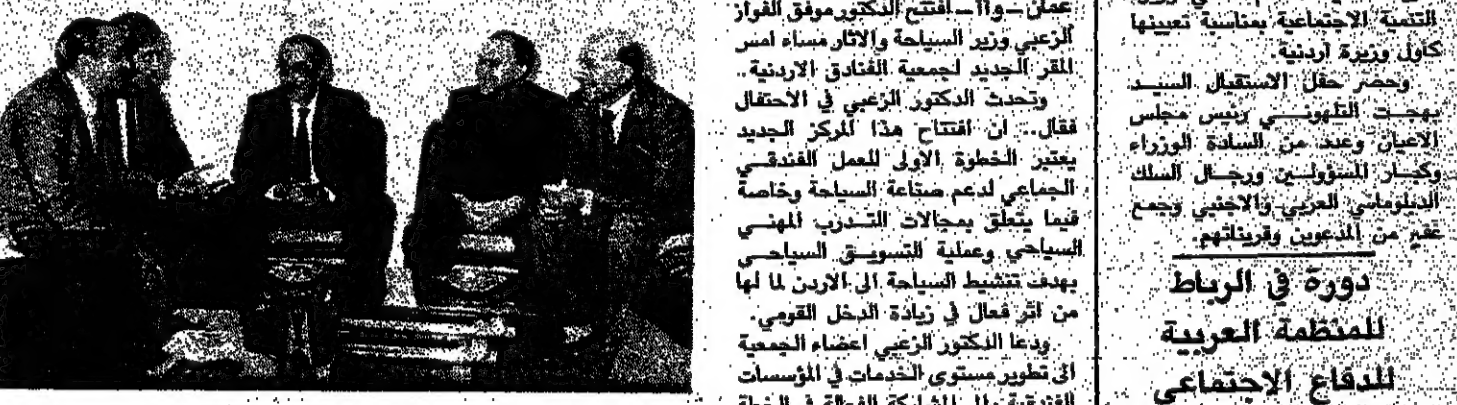 التنمية الاجتماعية بمناسبة تعيينها
كاول وزيرة اردنية.
وحضر حفل الاستقبال السيد
بهجت التلهوني رئيس مجلس
الاعيان وعدد من السادة الوزراء
وكبار المسؤولين ورجال السلك
الدبلوماسي العربي والاجنبي وجمع
غفير من المدعوين وقريناتهم.
دورة في الرباط
للمنظمة العربية
للدفاع الاجتماعي
عمان ـ وأأ ـ افتتح الدكتور موفق الفواز
الزعبي وزير السياحة والاثار مساء امس
المقر الجديد لجمعية الفنادق الاردنية..
وتحدث الدكتور الزعبي في الاحتفال
فقال.. ان افتتاح هذا المركز الجديد
يعتبر الخطوة الاولى للعمل الفندقي
الجماعي لدعم صناعة السياحة وخاصة
فيما يتعلق بمجالات التدرب المهني
السياحي وعملية التسويق السياحي
بهدف تنشيط السياحة الى الاردن لما لها
من اثر فعال في زيادة الدخل القومي.
ودعا الدكتور الزعبي اعضاء الجمعية
الى تطوير مستوى الخدمات في المؤسسات